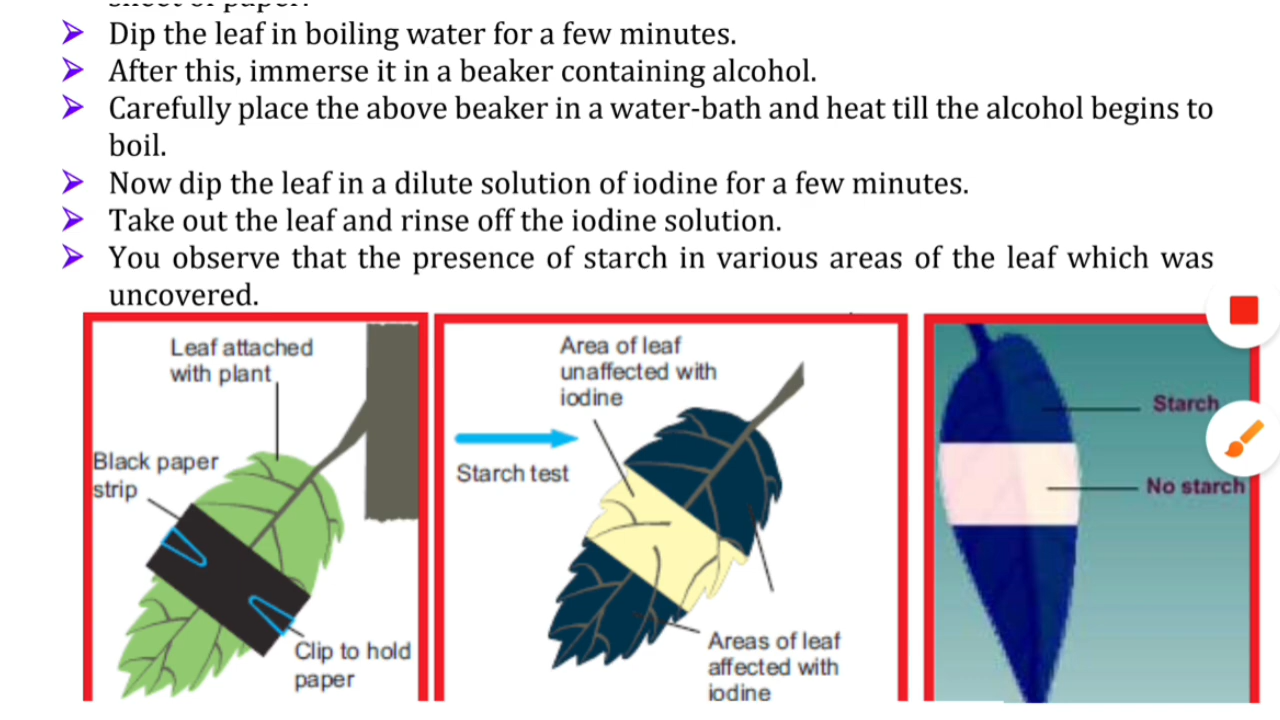 ➤ Dip the leaf in boiling water for a few minutes.
➤ After this, immerse it in a beaker containing alcohol.
➤ Carefully place the above beaker in a water-bath and heat till the alcohol begins to
boil.
➤ Now dip the leaf in a dilute solution of iodine for a few minutes.
➤ Take out the leaf and rinse off the iodine solution.
➤ You observe that the presence of starch in various areas of the leaf which was
uncovered.
Leaf attached
with plant
Black paper
strip
Clip to hold
paper
Starch test
Area of leaf
unaffected with
iodine
Areas of leaf
affected with
iodine
Starch
No starch